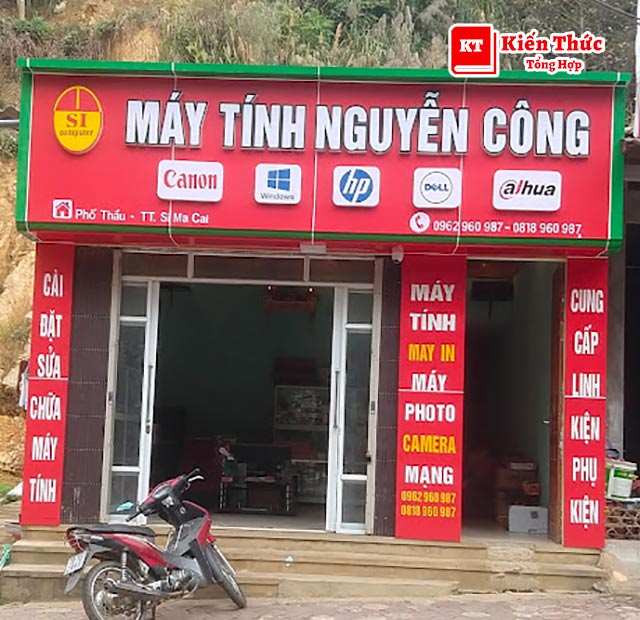 KT Kiến Thức
Tổng Hợp
SI
computer
MÁY TÍNH NGUYỄN CÔNG
Canon
Windows
hp
DELL
alhua
Phố Thầu - TT. Si Ma Cai
0962 960 987 - 0818 960 987
CÀI
ĐẶT
SỬA
CHỮA
MÁY
TÍNH
MÁY
TÍNH
MAY IN
MÁY
PHOTO
CAMERA
MẠNG
0962 960 987
0818 960 987
CUNG
CẤP
LINH
KIỆN
PHỤ
KIỆN